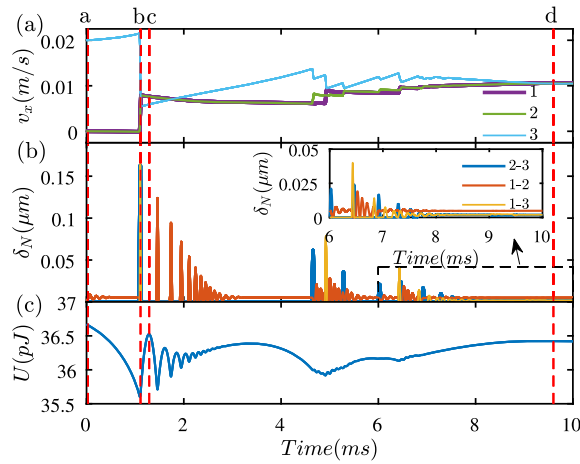 a b c d
(a)
0.02
0.01
0
v_x(m/s)
1
2
3
(b)
0.15
0.1
0.05
δ_N(μm)
0.05
0.025
0
δ_N(μm)
2-3
1-2
1-3
6 7 8 9 10
Time(ms)
(c)
37
36.5
36
35.5
U(pJ)
0 2 4 6 8 10
Time(ms)